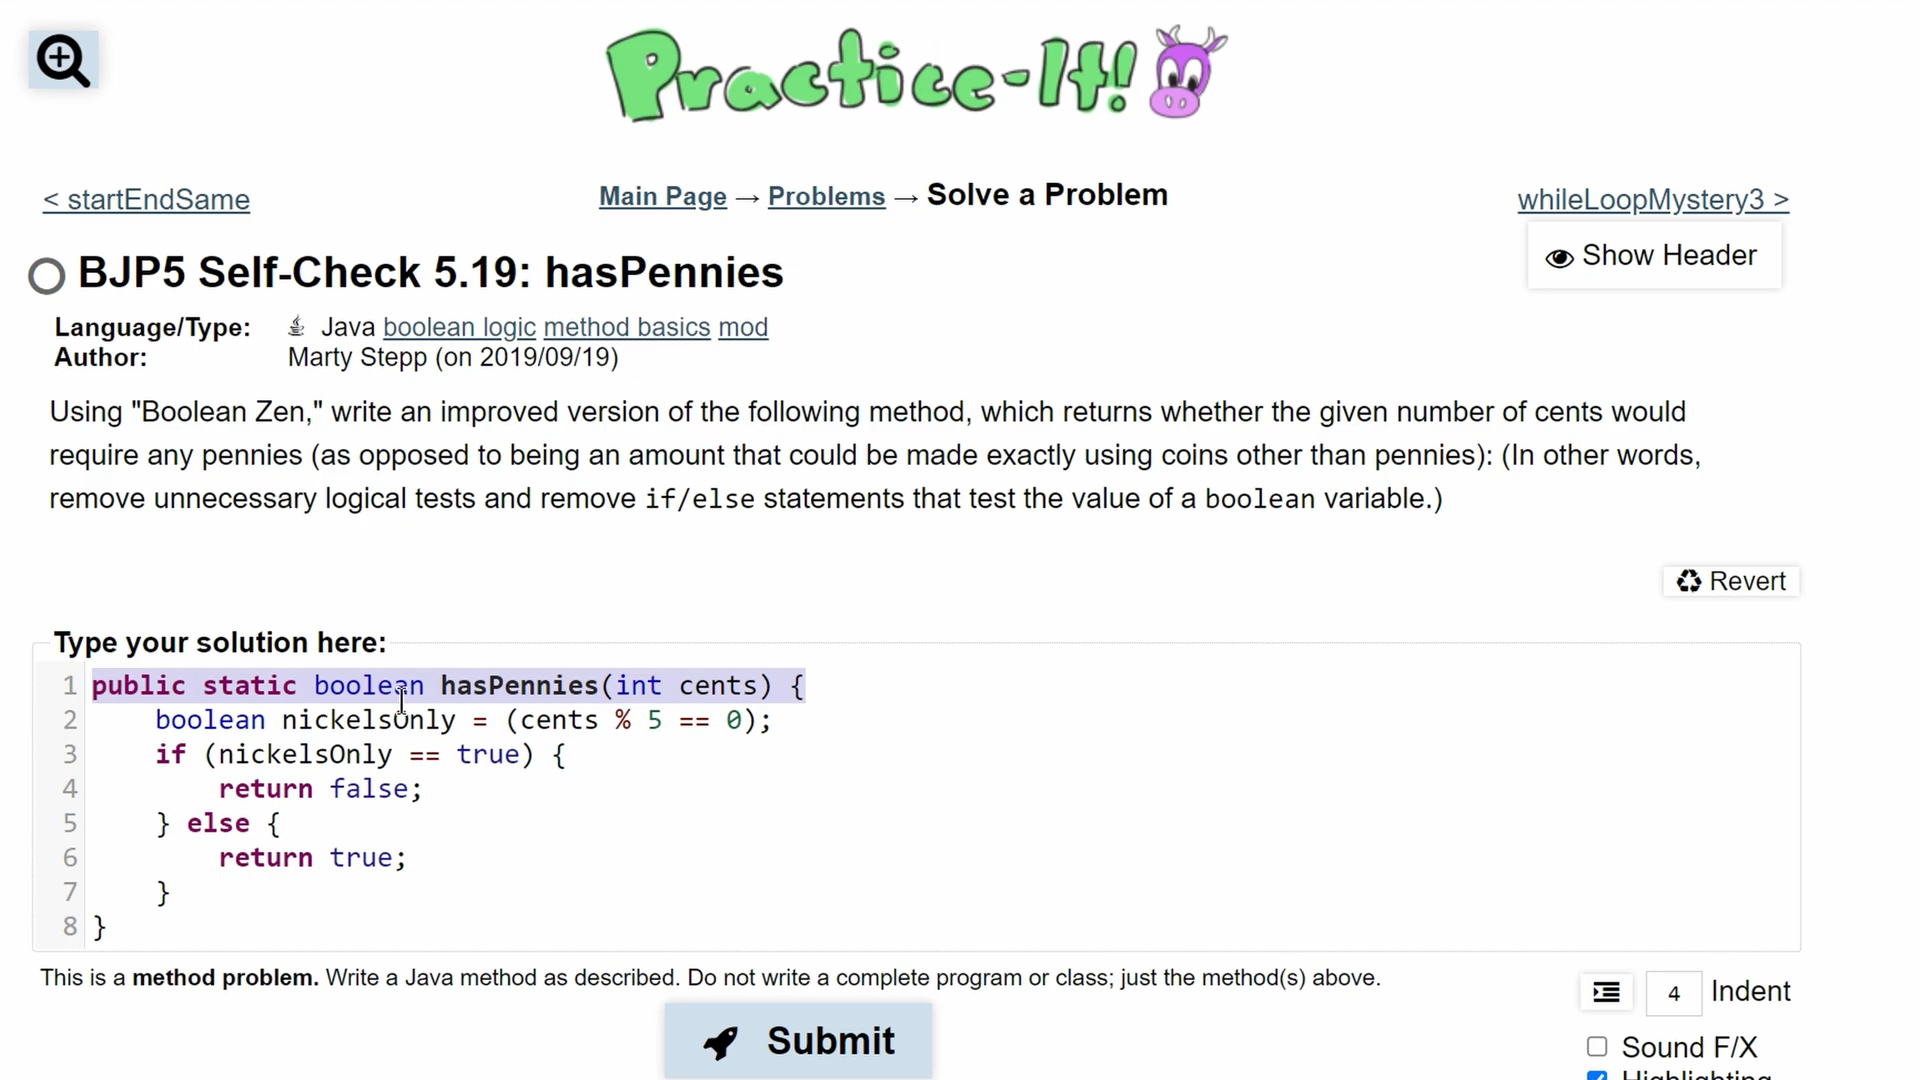 Practice-It!
< startEndSame
Main Page → Problems → Solve a Problem
whileLoopMystery3 >
Show Header
BJP5 Self-Check 5.19: hasPennies
Language/Type: Java boolean logic method basics mod
Author: Marty Stepp (on 2019/09/19)
Using "Boolean Zen," write an improved version of the following method, which returns whether the given number of cents would
require any pennies (as opposed to being an amount that could be made exactly using coins other than pennies): (In other words,
remove unnecessary logical tests and remove if/else statements that test the value of a boolean variable.)
Revert
Type your solution here:
1 public static boolean hasPennies(int cents) {
2     boolean nickelsOnly = (cents % 5 == 0);
3     if (nickelsOnly == true) {
4         return false;
5     } else {
6         return true;
7     }
8 }
This is a method problem. Write a Java method as described. Do not write a complete program or class; just the method(s) above.
4 Indent
Submit
Sound F/X
Highlighting